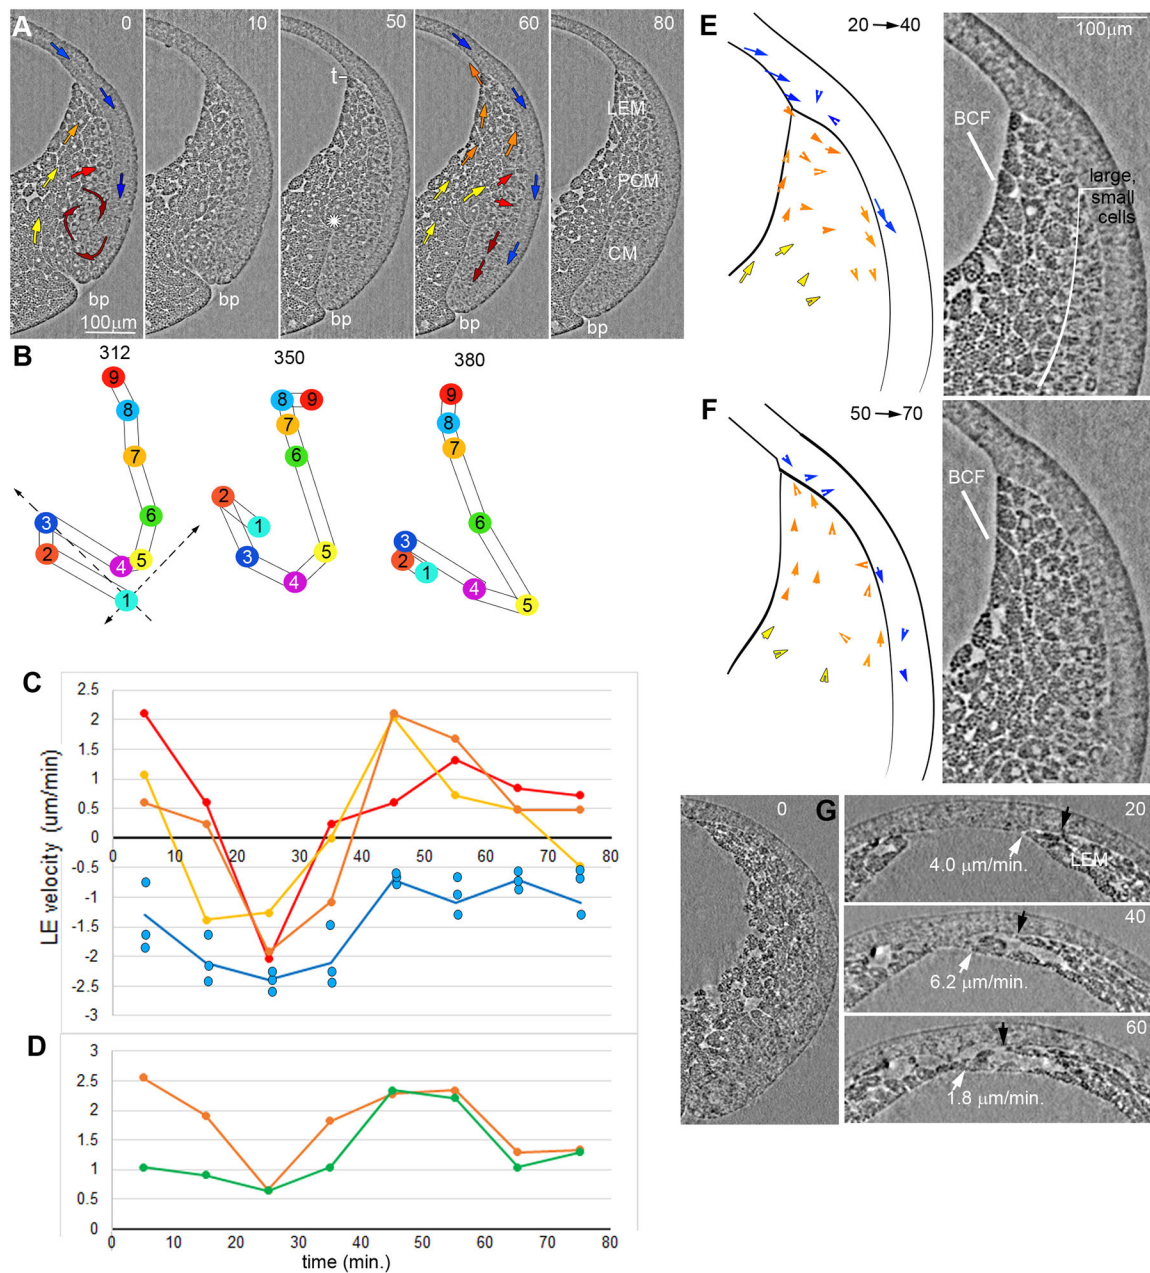 A
0
10
50
60
80
t
LEM
PCM
CM
bp
bp
bp
bp
bp
100μm
B
312
350
380
9
8
7
6
3
2
4
5
1
8
9
7
6
2
1
3
5
4
9
8
7
6
3
2
1
4
5
C
LE velocity (um/min)
2.5
2
1.5
1
0.5
0
-0.5
-1
-1.5
-2
-2.5
-3
0 10 20 30 40 50 60 70 80
D
3
2.5
2
1.5
1
0.5
0
0 10 20 30 40 50 60 70 80
time (min.)
E
20→40
100μm
BCF
large,
small
cells
F
50→70
BCF
G
0
20
4.0 μm/min.
LEM
40
6.2 μm/min.
60
1.8 μm/min.